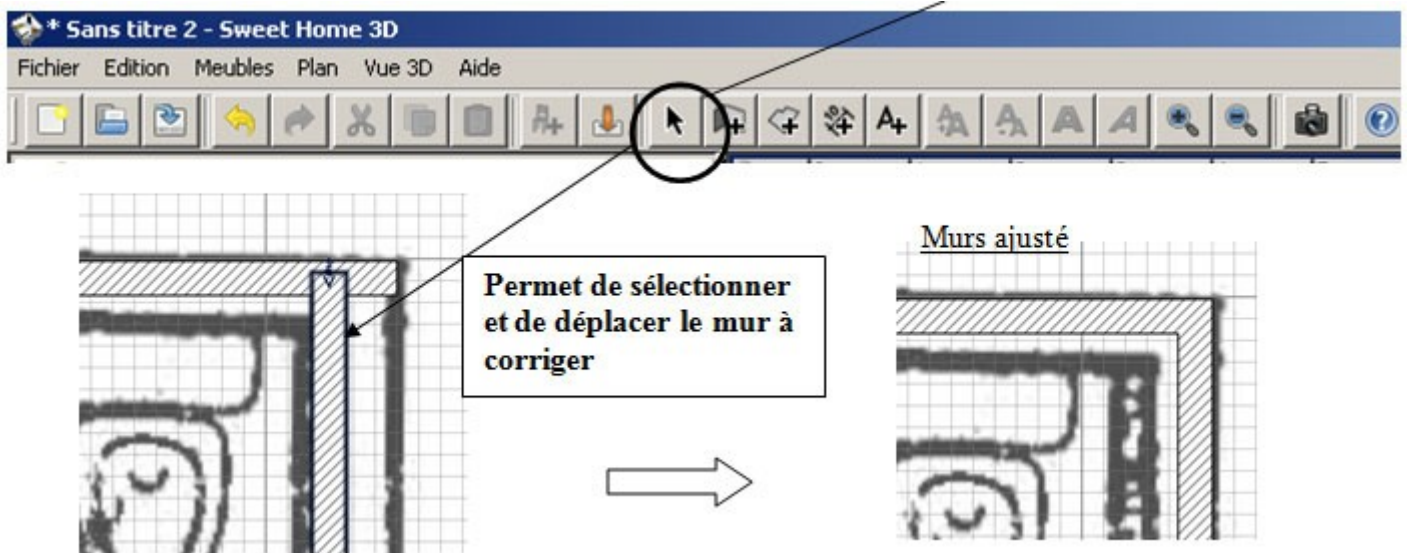 * Sans titre 2 - Sweet Home 3D
Fichier Edition Meubles Plan Vue 3D Aide
Murs ajusté
Permet de sélectionner
et de déplacer le mur à
corriger